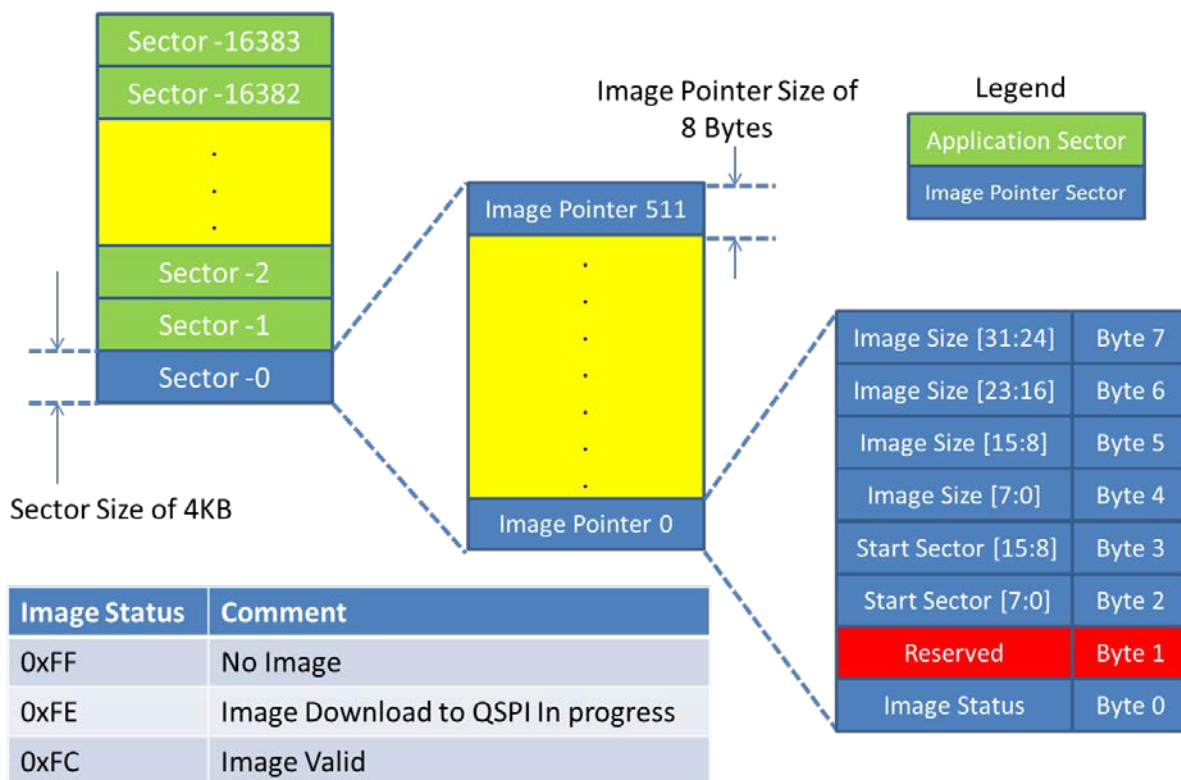 Sector -16383
Sector -16382
.
.
.
Sector -2
Sector -1
Sector -0
Sector Size of 4KB
Image Pointer Size of
8 Bytes
Image Pointer 511
.
.
.
.
.
.
.
Image Pointer 0
Legend
Application Sector
Image Pointer Sector
Image Size [31:24] Byte 7
Image Size [23:16] Byte 6
Image Size [15:8] Byte 5
Image Size [7:0] Byte 4
Start Sector [15:8] Byte 3
Start Sector [7:0] Byte 2
Reserved Byte 1
Image Status Byte 0
Image Status Comment
0xFF No Image
0xFE Image Download to QSPI In progress
0xFC Image Valid